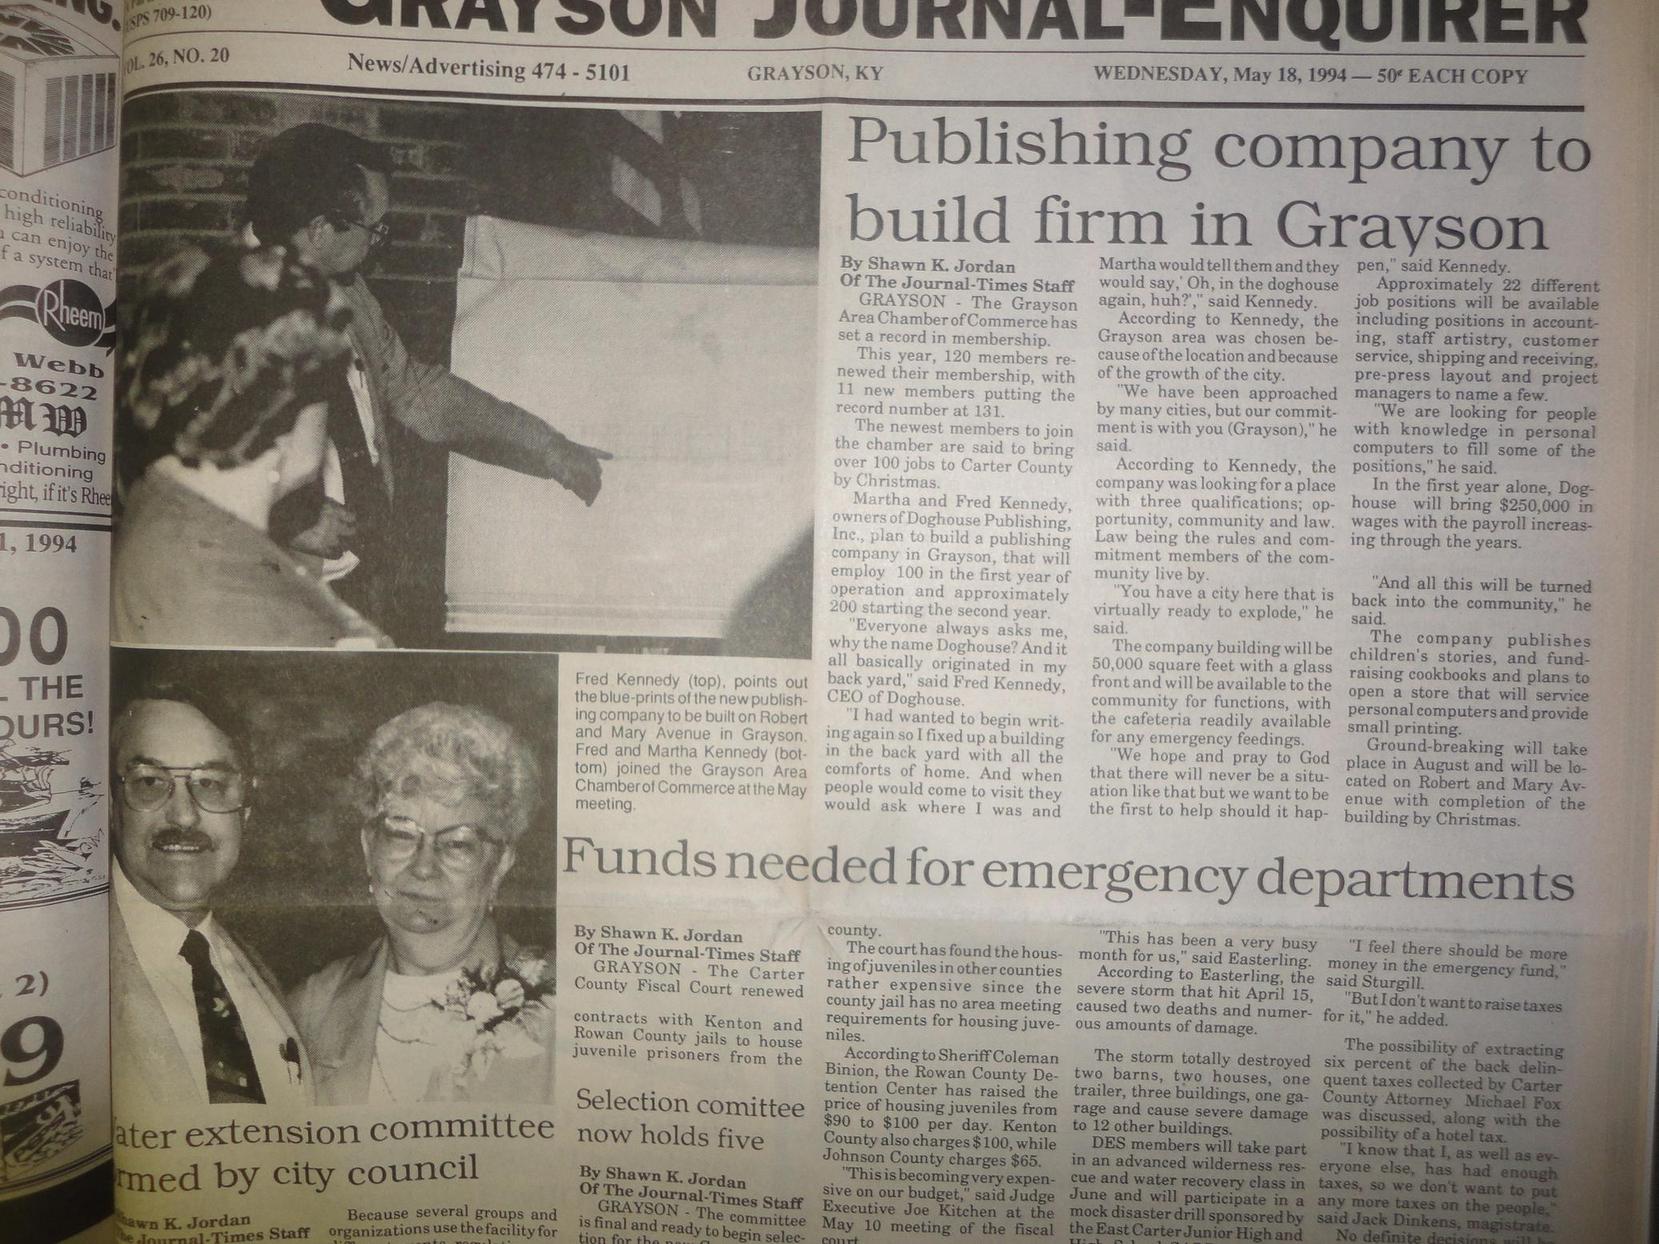 SPS 709-120)
GRAYSON JOURNAL-ENQUIRER
OL. 26, NO. 20
News/Advertising 474 - 5101
GRAYSON, KY
WEDNESDAY, May 18, 1994 — 50¢ EACH COPY
conditioning
high reliability
can enjoy the
f a system that
Rheem
Webb
-8622
• Plumbing
nditioning
ight, if it's Rhee
1, 1994
00
THE
OURS!
2)
9
Publishing company to
build firm in Grayson
By Shawn K. Jordan
Of The Journal-Times Staff
GRAYSON - The Grayson
Area Chamber of Commerce has
set a record in membership.
This year, 120 members re-
newed their membership, with
11 new members putting the
record number at 131.
The newest members to join
the chamber are said to bring
over 100 jobs to Carter County
by Christmas.
Martha and Fred Kennedy,
owners of Doghouse Publishing,
Inc., plan to build a publishing
company in Grayson, that will
employ 100 in the first year of
operation and approximately
200 starting the second year.
"Everyone always asks me,
why the name Doghouse? And it
all basically originated in my
back yard," said Fred Kennedy,
CEO of Doghouse.
"I had wanted to begin writ-
ing again so I fixed up a building
in the back yard with all the
comforts of home. And when
people would come to visit they
would ask where I was and
Martha would tell them and they
would say,' Oh, in the doghouse
again, huh?'," said Kennedy.
According to Kennedy, the
Grayson area was chosen be-
cause of the location and because
of the growth of the city.
"We have been approached
by many cities, but our commit-
ment is with you (Grayson)," he
said.
According to Kennedy, the
company was looking for a place
with three qualifications; op-
portunity, community and law.
Law being the rules and com-
mitment members of the com-
munity live by.
"You have a city here that is
virtually ready to explode," he
said.
The company building will be
50,000 square feet with a glass
front and will be available to the
community for functions, with
the cafeteria readily available
for any emergency feedings.
"We hope and pray to God
that there will never be a situ-
ation like that but we want to be
the first to help should it hap-
pen," said Kennedy.
Approximately 22 different
job positions will be available
including positions in account-
ing, staff artistry, customer
service, shipping and receiving,
pre-press layout and project
managers to name a few.
"We are looking for people
with knowledge in personal
computers to fill some of the
positions," he said.
In the first year alone, Dog-
house will bring $250,000 in
wages with the payroll increas-
ing through the years.
"And all this will be turned
back into the community," he
said.
The company publishes
children's stories, and fund-
raising cookbooks and plans to
open a store that will service
personal computers and provide
small printing.
Ground-breaking will take
place in August and will be lo-
cated on Robert and Mary Av-
enue with completion of the
building by Christmas.
Fred Kennedy (top), points out
the blue-prints of the new publish-
ing company to be built on Robert
and Mary Avenue in Grayson.
Fred and Martha Kennedy (bot-
tom) joined the Grayson Area
Chamber of Commerce at the May
meeting.
Funds needed for emergency departments
By Shawn K. Jordan
Of The Journal-Times Staff
GRAYSON - The Carter
County Fiscal Court renewed
contracts with Kenton and
Rowan County jails to house
juvenile prisoners from the
county.
The court has found the hous-
ing of juveniles in other counties
rather expensive since the
county jail has no area meeting
requirements for housing juve-
niles.
According to Sheriff Coleman
Binion, the Rowan County De-
tention Center has raised the
price of housing juveniles from
$90 to $100 per day. Kenton
County also charges $100, while
Johnson County charges $65.
"This is becoming very expen-
sive on our budget," said Judge
Executive Joe Kitchen at the
May 10 meeting of the fiscal
court.
"This has been a very busy
month for us," said Easterling.
According to Easterling, the
severe storm that hit April 15,
caused two deaths and numer-
ous amounts of damage.
The storm totally destroyed
two barns, two houses, one
trailer, three buildings, one ga-
rage and cause severe damage
to 12 other buildings.
DES members will take part
in an advanced wilderness res-
cue and water recovery class in
June and will participate in a
mock disaster drill sponsored by
the East Carter Junior High and
"I feel there should be more
money in the emergency fund,"
said Sturgill.
"But I don't want to raise taxes
for it," he added.
The possibility of extracting
six percent of the back delin-
quent taxes collected by Carter
County Attorney Michael Fox
was discussed, along with the
possibility of a hotel tax.
"I know that I, as well as ev-
eryone else, has had enough
taxes, so we don't want to put
any more taxes on the people,"
said Jack Dinkens, magistrate.
No definite decisions will be
Selection comittee
now holds five
By Shawn K. Jordan
Of The Journal-Times Staff
GRAYSON - The committee
is final and ready to begin selec-
tion for the
ater extension committee
rmed by city council
hawn K. Jordan
he Journal-Times Staff
Because several groups and
organizations use the facility for